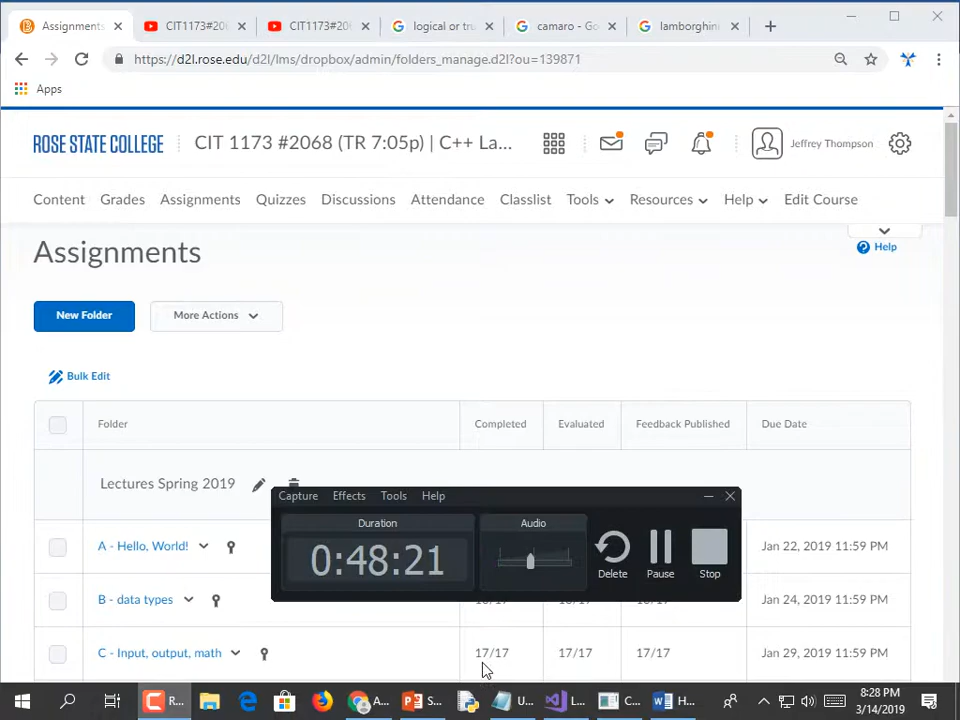 Assignments
CIT1173#20
CIT1173#20
logical or tru
camaro - Go
lamborghin
https://d2l.rose.edu/d2l/lms/dropbox/admin/folders_manage.d2l?ou=139871
Apps
ROSE STATE COLLEGE
CIT 1173 #2068 (TR 7:05p) | C++ La...
Jeffrey Thompson
Content Grades Assignments Quizzes Discussions Attendance Classlist Tools Resources Help Edit Course
Assignments
Help
New Folder
More Actions
Bulk Edit
Folder Completed Evaluated Feedback Published Due Date
Lectures Spring 2019
Capture Effects Tools Help
Duration
Audio
0:48:21
Delete Pause Stop
A - Hello, World! Jan 22, 2019 11:59 PM
B - data types Jan 24, 2019 11:59 PM
C - Input, output, math 17/17 17/17 17/17 Jan 29, 2019 11:59 PM
R...
A...
S...
U...
L...
C...
H...
8:28 PM
3/14/2019